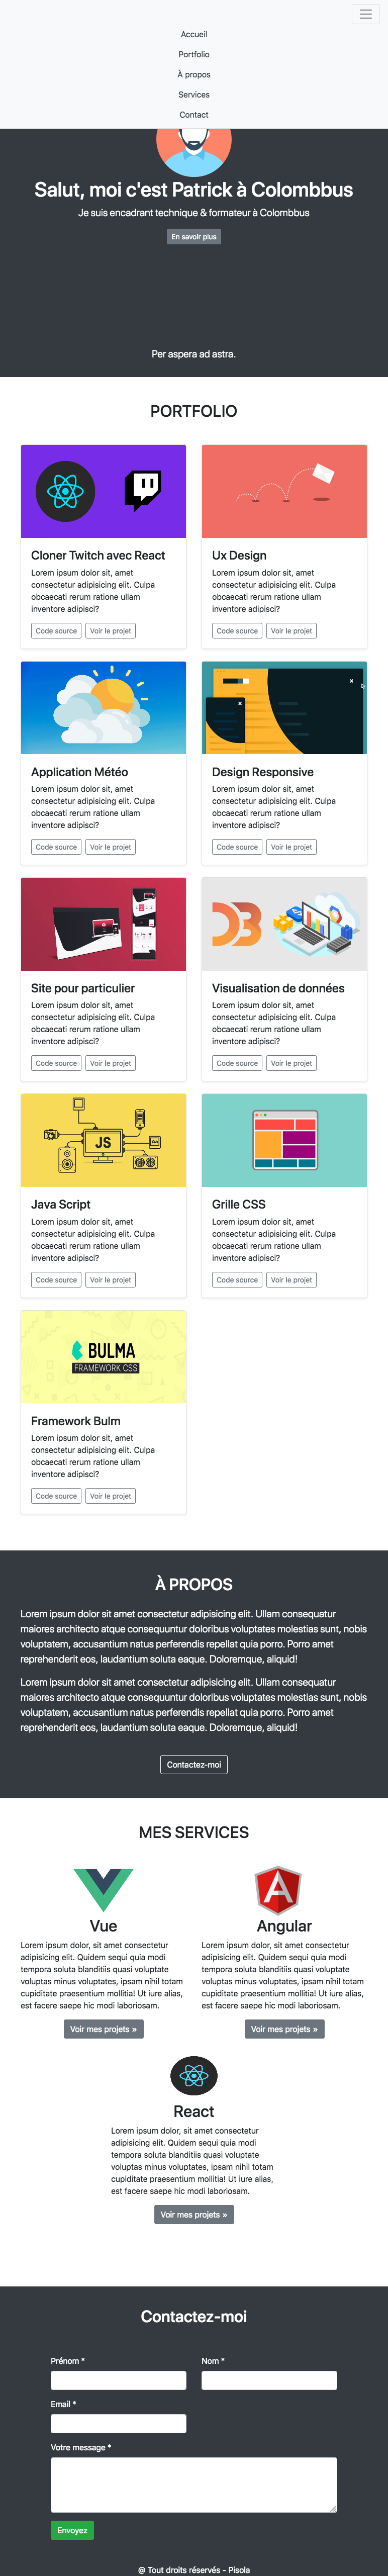 Accueil
Portfolio
À propos
Services
Contact
Salut, moi c'est Patrick à Colombbus
Je suis encadrant technique & formateur à Colombbus
En savoir plus
Per aspera ad astra.
PORTFOLIO
Cloner Twitch avec React
Lorem ipsum dolor sit, amet
consectetur adipisicing elit. Culpa
obcaecati rerum ratione ullam
inventore adipisci?
Code source Voir le projet
Ux Design
Lorem ipsum dolor sit, amet
consectetur adipisicing elit. Culpa
obcaecati rerum ratione ullam
inventore adipisci?
Code source Voir le projet
Application Météo
Lorem ipsum dolor sit, amet
consectetur adipisicing elit. Culpa
obcaecati rerum ratione ullam
inventore adipisci?
Code source Voir le projet
Design Responsive
Lorem ipsum dolor sit, amet
consectetur adipisicing elit. Culpa
obcaecati rerum ratione ullam
inventore adipisci?
Code source Voir le projet
Site pour particulier
Lorem ipsum dolor sit, amet
consectetur adipisicing elit. Culpa
obcaecati rerum ratione ullam
inventore adipisci?
Code source Voir le projet
Visualisation de données
Lorem ipsum dolor sit, amet
consectetur adipisicing elit. Culpa
obcaecati rerum ratione ullam
inventore adipisci?
Code source Voir le projet
JS
Aa
Java Script
Lorem ipsum dolor sit, amet
consectetur adipisicing elit. Culpa
obcaecati rerum ratione ullam
inventore adipisci?
Code source Voir le projet
Grille CSS
Lorem ipsum dolor sit, amet
consectetur adipisicing elit. Culpa
obcaecati rerum ratione ullam
inventore adipisci?
Code source Voir le projet
BULMA
FRAMEWORK CSS
Framework Bulm
Lorem ipsum dolor sit, amet
consectetur adipisicing elit. Culpa
obcaecati rerum ratione ullam
inventore adipisci?
Code source Voir le projet
À PROPOS
Lorem ipsum dolor sit amet consectetur adipisicing elit. Ullam consequatur
maiores architecto atque consequuntur doloribus voluptates molestias sunt, nobis
voluptatem, accusantium natus perferendis repellat quia porro. Porro amet
reprehenderit eos, laudantium soluta eaque. Doloremque, aliquid!
Lorem ipsum dolor sit amet consectetur adipisicing elit. Ullam consequatur
maiores architecto atque consequuntur doloribus voluptates molestias sunt, nobis
voluptatem, accusantium natus perferendis repellat quia porro. Porro amet
reprehenderit eos, laudantium soluta eaque. Doloremque, aliquid!
Contactez-moi
MES SERVICES
Vue
Lorem ipsum dolor, sit amet consectetur
adipisicing elit. Quidem sequi quia modi
tempora soluta blanditiis quasi voluptate
voluptas minus voluptates, ipsam nihil totam
cupiditate praesentium mollitia! Ut iure alias,
est facere saepe hic modi laboriosam.
Voir mes projets »
Angular
Lorem ipsum dolor, sit amet consectetur
adipisicing elit. Quidem sequi quia modi
tempora soluta blanditiis quasi voluptate
voluptas minus voluptates, ipsam nihil totam
cupiditate praesentium mollitia! Ut iure alias,
est facere saepe hic modi laboriosam.
Voir mes projets »
React
Lorem ipsum dolor, sit amet consectetur
adipisicing elit. Quidem sequi quia modi
tempora soluta blanditiis quasi voluptate
voluptas minus voluptates, ipsam nihil totam
cupiditate praesentium mollitia! Ut iure alias,
est facere saepe hic modi laboriosam.
Voir mes projets »
Contactez-moi
Prénom * Nom *
Email *
Votre message *
Envoyez
@ Tout droits réservés - Pisola